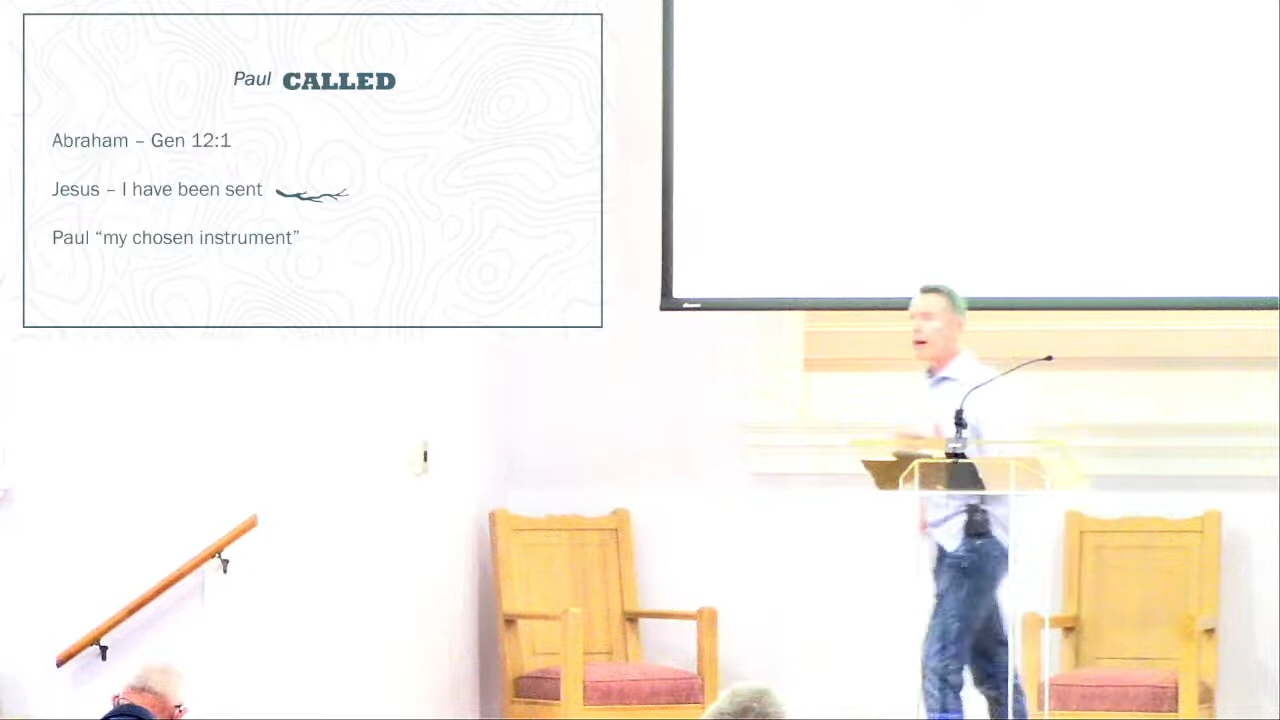 Paul CALLED
Abraham – Gen 12:1
Jesus – I have been sent
Paul “my chosen instrument”